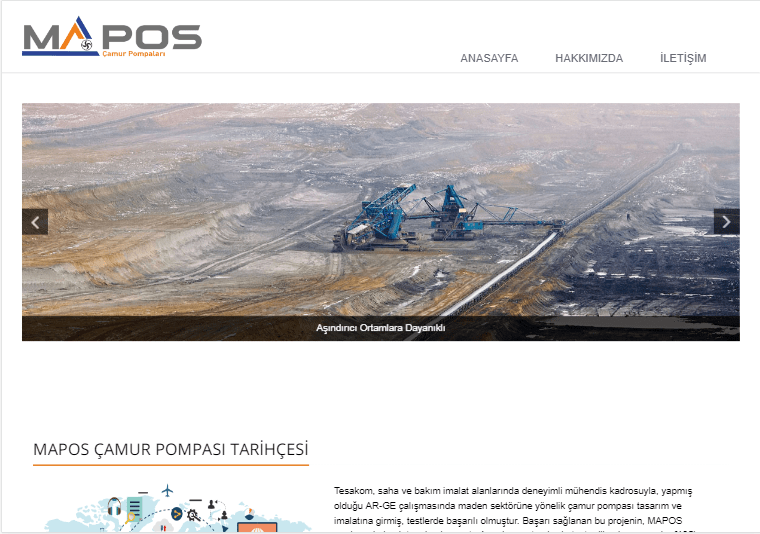 MAPOS
Çamur Pompaları
ANASAYFA HAKKIMIZDA İLETİŞİM
Aşındırıcı Ortamlara Dayanıklı
MAPOS ÇAMUR POMPASI TARİHÇESİ
Tesakom, saha ve bakım imalat alanlarında deneyimli mühendis kadrosuyla, yapmış
olduğu AR-GE çalışmasında maden sektörüne yönelik çamur pompası tasarım ve
imalatına girmiş, testlerde başarılı olmuştur. Başarı sağlanan bu projenin, MAPOS